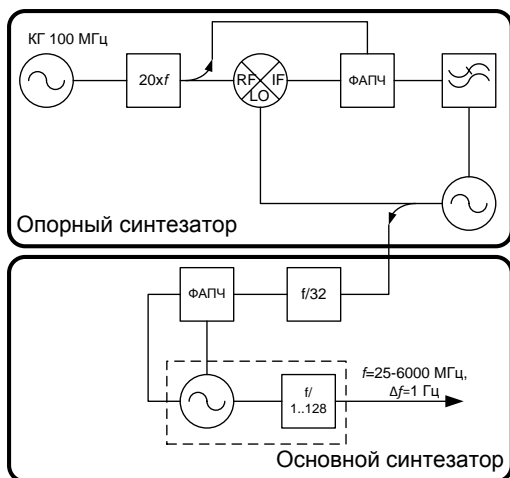 КГ 100 МГц
20xf
RF
IF
LO
ФАПЧ
Опорный синтезатор
ФАПЧ
f/32
f/
1..128
f=25-6000 МГц,
Δf=1 Гц
Основной синтезатор